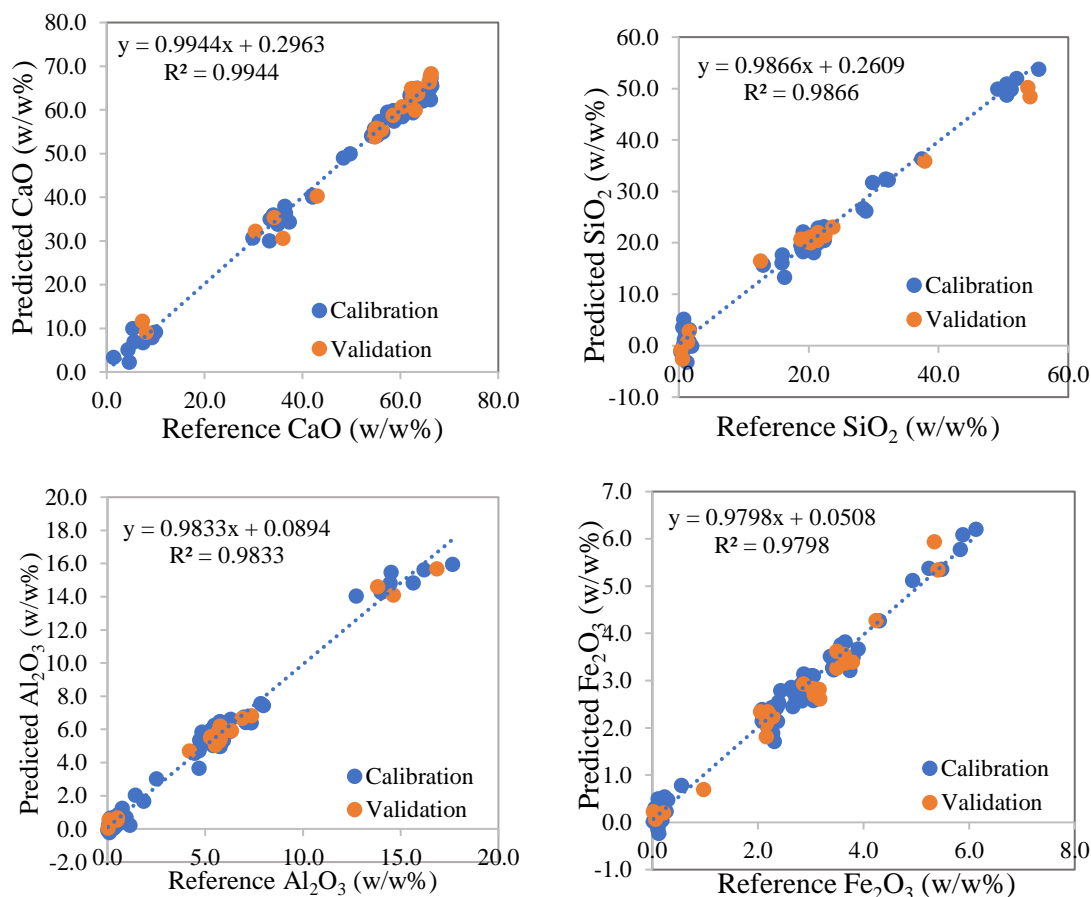 80.0
70.0
60.0
50.0
40.0
30.0
20.0
10.0
0.0
Predicted CaO (w/w%)
y = 0.9944x + 0.2963
R² = 0.9944
Calibration
Validation
0.0 20.0 40.0 60.0 80.0
Reference CaO (w/w%)
60.0
50.0
40.0
30.0
20.0
10.0
0.0
-10.0
Predicted SiO₂ (w/w%)
y = 0.9866x + 0.2609
R² = 0.9866
Calibration
Validation
0.0 20.0 40.0 60.0
Reference SiO₂ (w/w%)
20.0
18.0
16.0
14.0
12.0
10.0
8.0
6.0
4.0
2.0
0.0
-2.0
Predicted Al₂O₃ (w/w%)
y = 0.9833x + 0.0894
R² = 0.9833
Calibration
Validation
0.0 5.0 10.0 15.0 20.0
Reference Al₂O₃ (w/w%)
7.0
6.0
5.0
4.0
3.0
2.0
1.0
0.0
-1.0
Predicted Fe₂O₃ (w/w%)
y = 0.9798x + 0.0508
R² = 0.9798
Calibration
Validation
0.0 2.0 4.0 6.0 8.0
Reference Fe₂O₃ (w/w%)